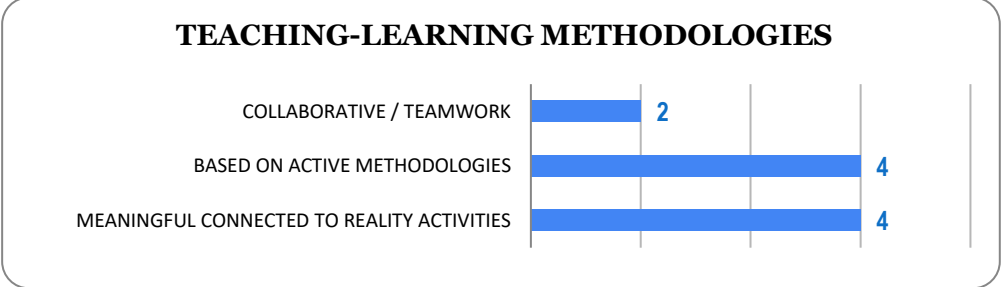 TEACHING-LEARNING METHODOLOGIES
COLLABORATIVE / TEAMWORK 2
BASED ON ACTIVE METHODOLOGIES 4
MEANINGFUL CONNECTED TO REALITY ACTIVITIES 4